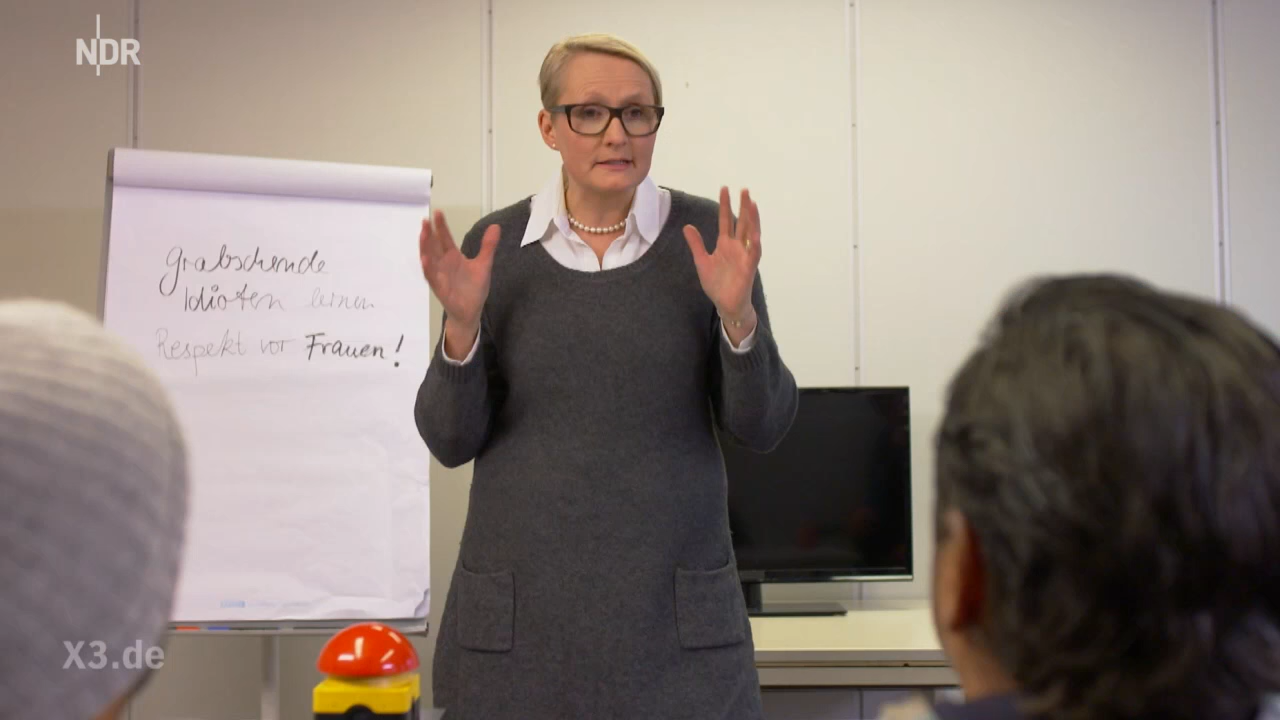 NDR
grabschende
Idioten lernen
Respekt vor Frauen!
X3.de